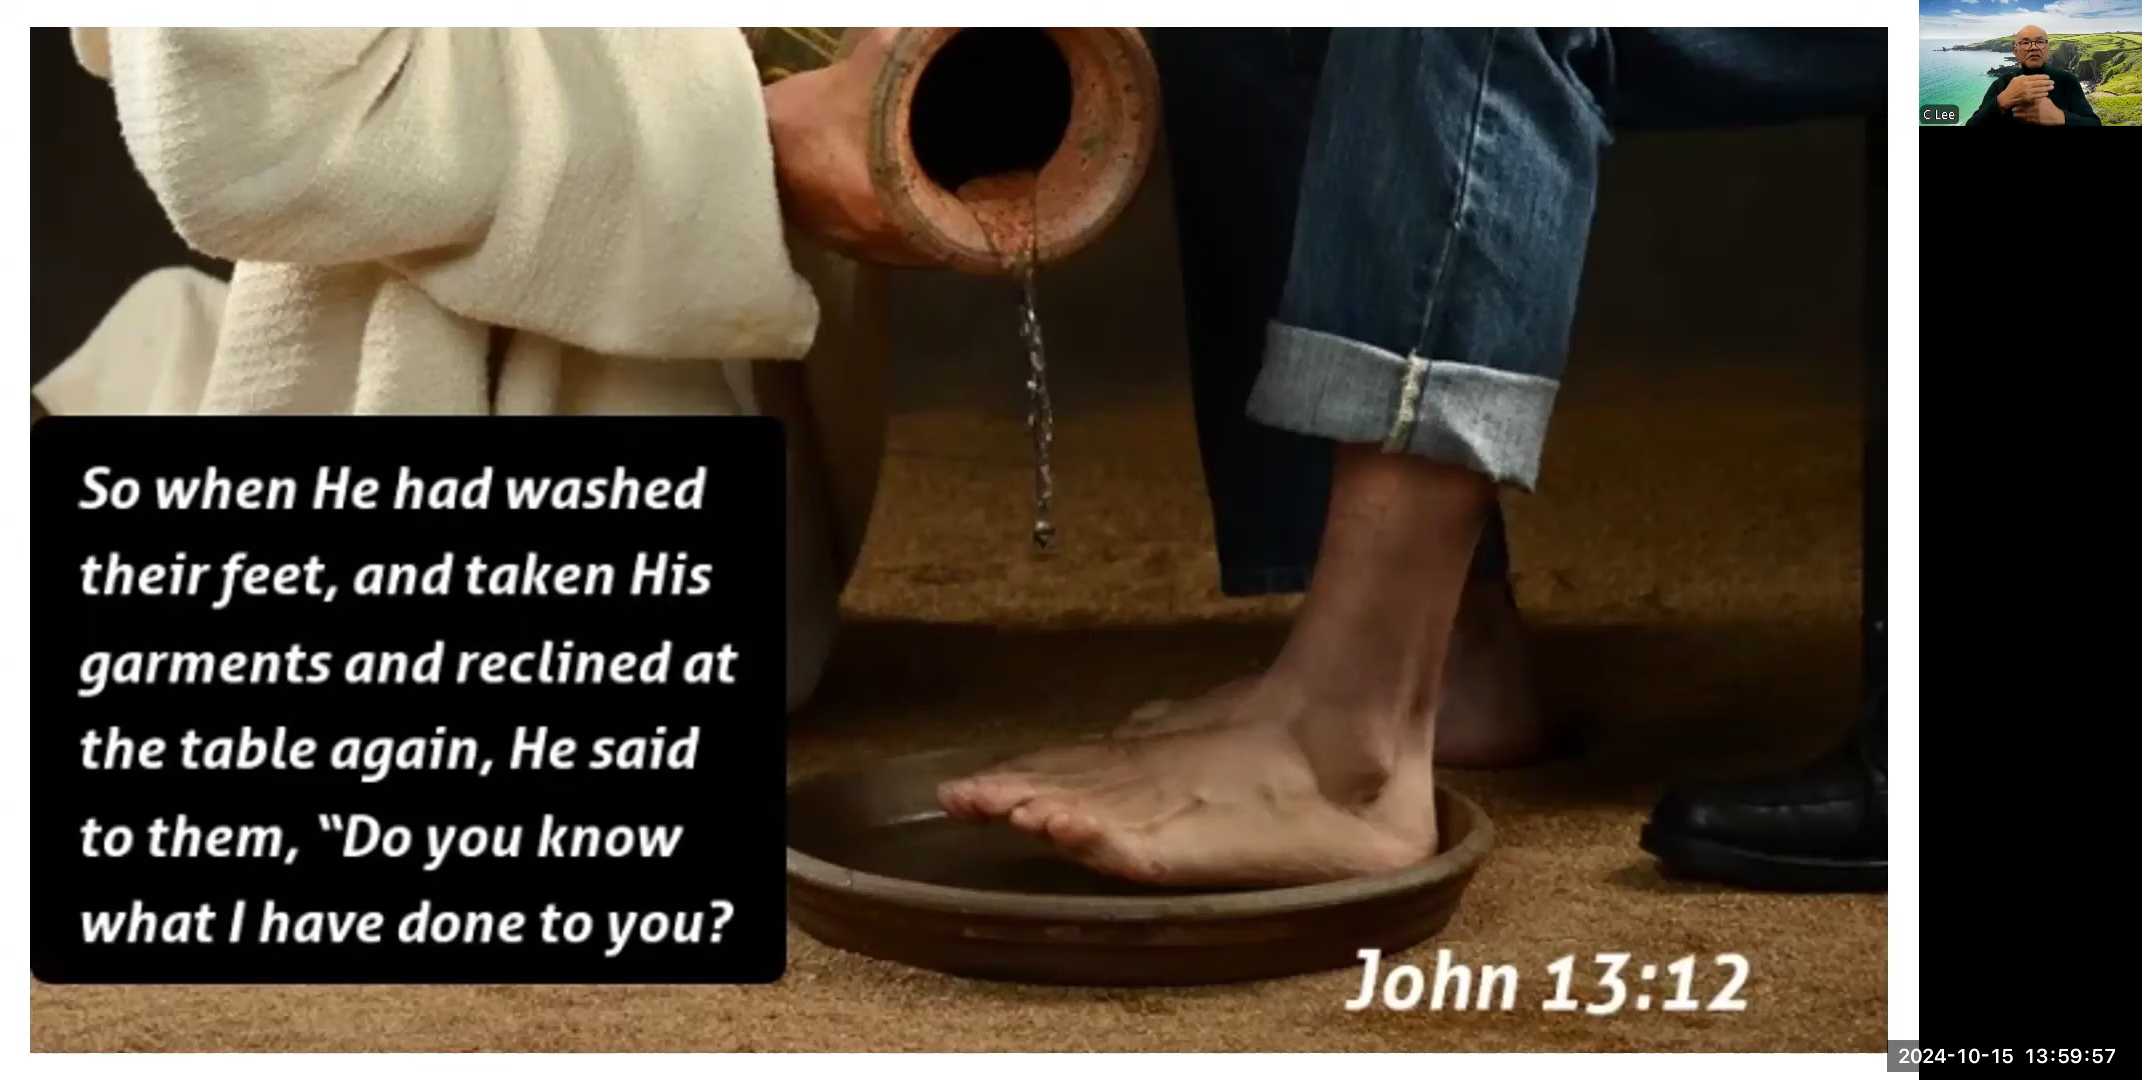 So when He had washed
their feet, and taken His
garments and reclined at
the table again, He said
to them, “Do you know
what I have done to you?
John 13:12
C Lee
2024-10-15 13:59:57